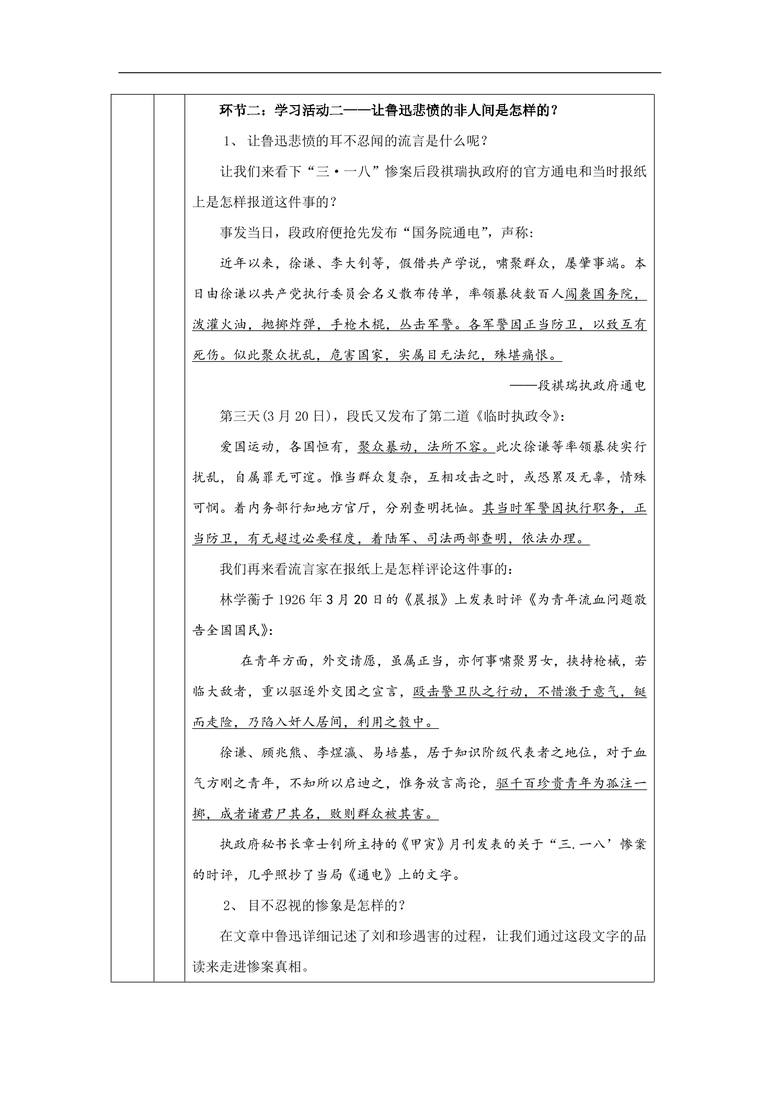 环节二：学习活动二——让鲁迅悲愤的非人间是怎样的？
1、 让鲁迅悲愤的耳不忍闻的流言是什么呢？
让我们来看下“三·一八”惨案后段祺瑞执政府的官方通电和当时报纸
上是怎样报道这件事的？
事发当日，段政府便抢先发布“国务院通电”，声称:
近年以来，徐谦、李大钊等，假借共产学说，啸聚群众，屡肇事端。本
日由徐谦以共产党执行委员会名义散布传单，率领暴徒数百人闯袭国务院，
泼灌火油，抛掷炸弹，手枪木棍，丛击军警。各军警因正当防卫，以致互有
死伤。似此聚众扰乱，危害国家，实属目无法纪，殊堪痛恨。
——段祺瑞执政府通电
第三天(3 月 20 日)，段氏又发布了第二道《临时执政令》:
爱国运动，各国恒有，聚众暴动，法所不容。此次徐谦等率领暴徒实行
扰乱，自属罪无可逭。惟当群众复杂，互相攻击之时，或恐累及无辜，情殊
可悯。着内务部行知地方官厅，分别查明抚恤。其当时军警因执行职务，正
当防卫，有无超过必要程度，着陆军、司法两部查明，依法办理。
我们再来看流言家在报纸上是怎样评论这件事的:
林学蘅于 1926 年 3 月 20 日的《晨报》上发表时评《为青年流血问题敬
告全国国民》:
在青年方面，外交请愿，虽属正当，亦何事啸聚男女，挟持枪械，若
临大敌者，重以驱逐外交团之宣言，殴击警卫队之行动，不惜激于意气，铤
而走险，乃陷入奸人居间，利用之彀中。
徐谦、顾兆熊、李煜瀛、易培基，居于知识阶级代表者之地位，对于血
气方刚之青年，不知所以启迪之，惟务放言高论，驱千百珍贵青年为孤注一
掷，成者诸君尸其名，败则群众被其害。
执政府秘书长章士钊所主持的《甲寅》月刊发表的关于“三.一八’惨案
的时评，几乎照抄了当局《通电》上的文字。
2、 目不忍视的惨象是怎样的？
在文章中鲁迅详细记述了刘和珍遇害的过程，让我们通过这段文字的品
读来走进惨案真相。